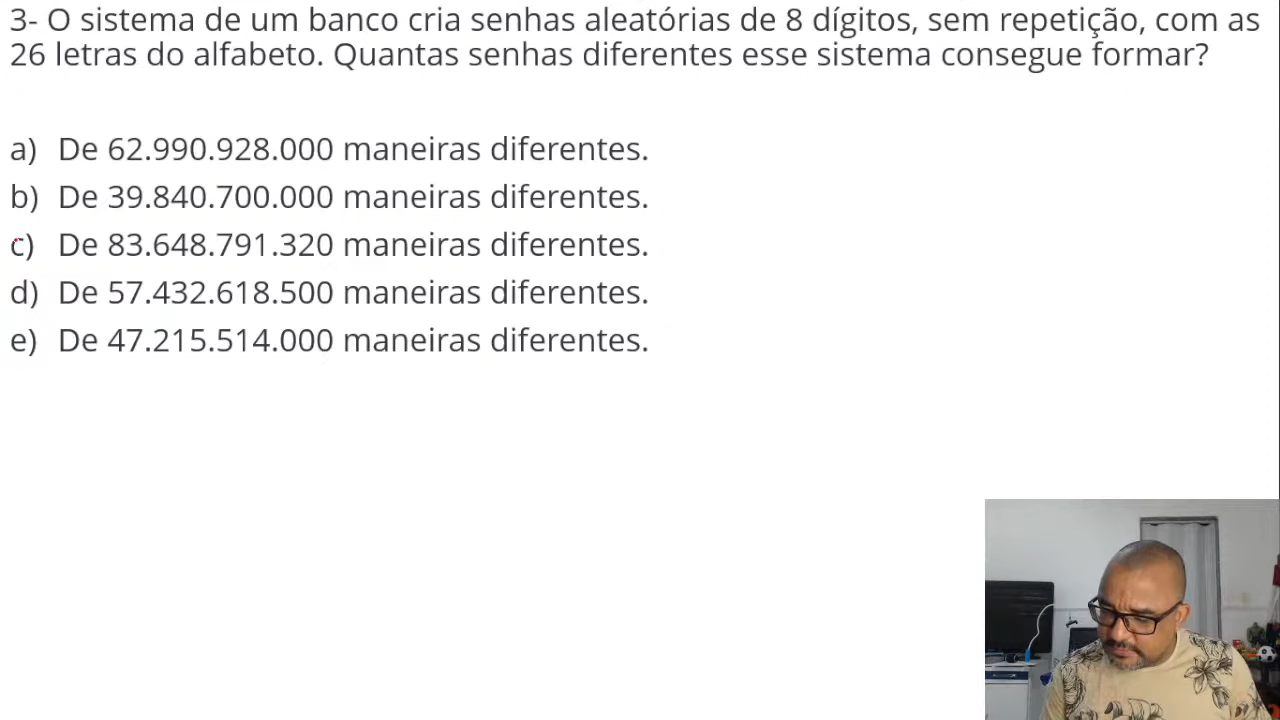 3- O sistema de um banco cria senhas aleatórias de 8 dígitos, sem repetição, com as
26 letras do alfabeto. Quantas senhas diferentes esse sistema consegue formar?
a) De 62.990.928.000 maneiras diferentes.
b) De 39.840.700.000 maneiras diferentes.
c) De 83.648.791.320 maneiras diferentes.
d) De 57.432.618.500 maneiras diferentes.
e) De 47.215.514.000 maneiras diferentes.